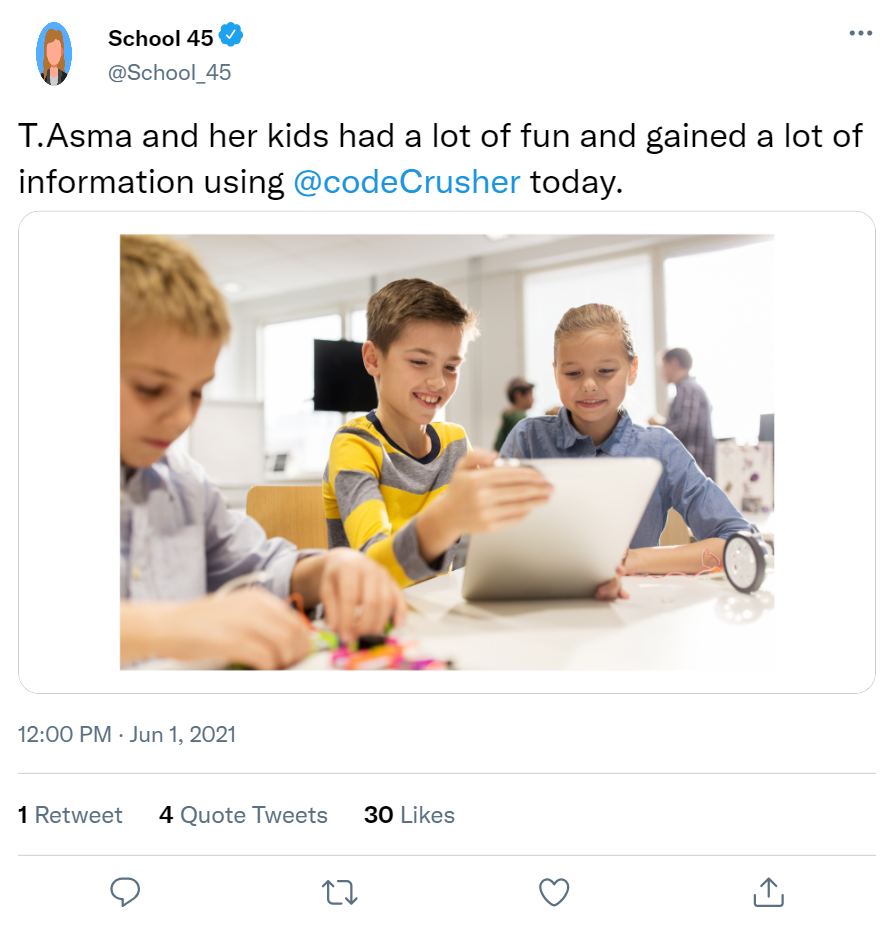 School 45
@School_45
T.Asma and her kids had a lot of fun and gained a lot of
information using @codeCrusher today.
12:00 PM · Jun 1, 2021
1 Retweet 4 Quote Tweets 30 Likes